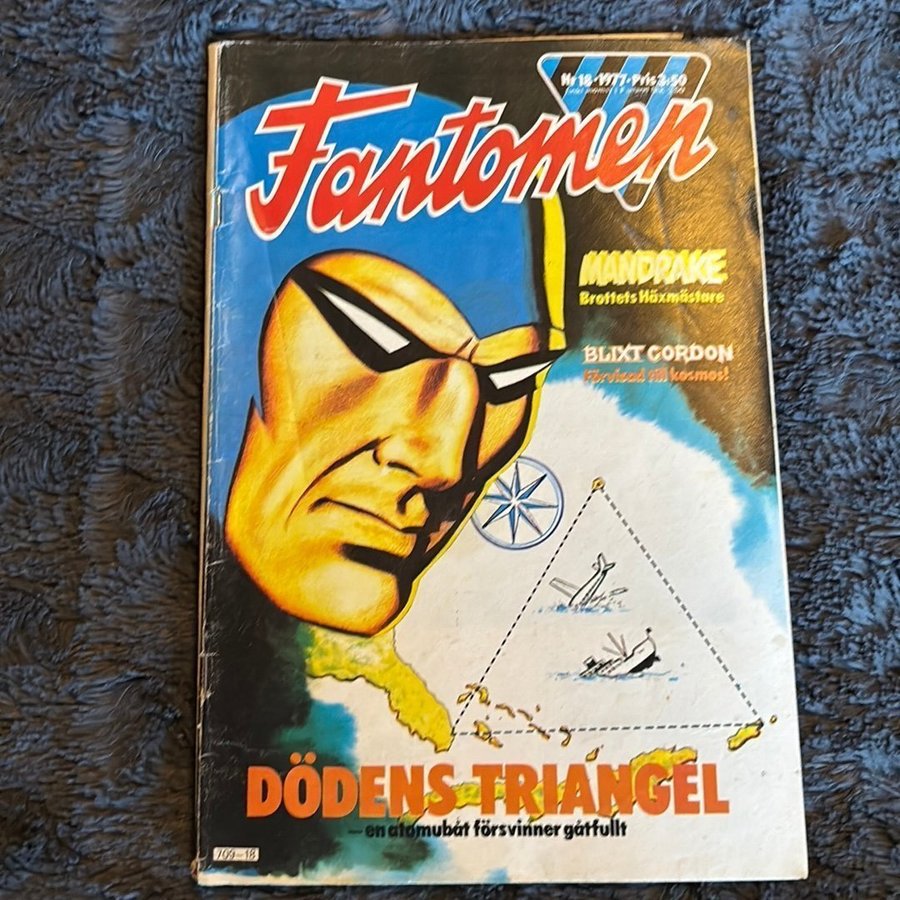 Nr 18 • 1977 • Pris 3:50
Fantomen
MANDRAKE
Brottets Häxmästare
BLIXT GORDON
Förvisad till kosmos!
DÖDENS TRIANGEL
— en atomubåt försvinner gåtfullt
709-18